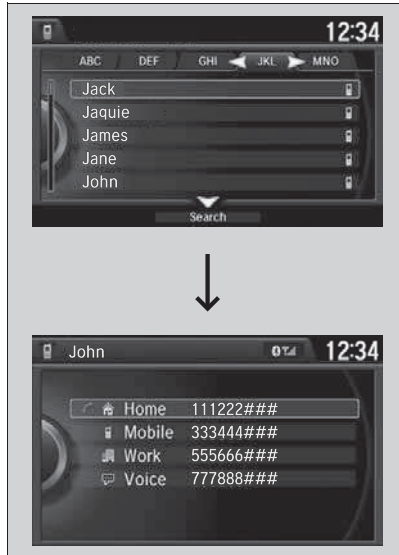 12:34
ABC DEF GHI JKL MNO
Jack
Jaquie
James
Jane
John
Search
John 12:34
Home 111222###
Mobile 333444###
Work 555666###
Voice 777888###